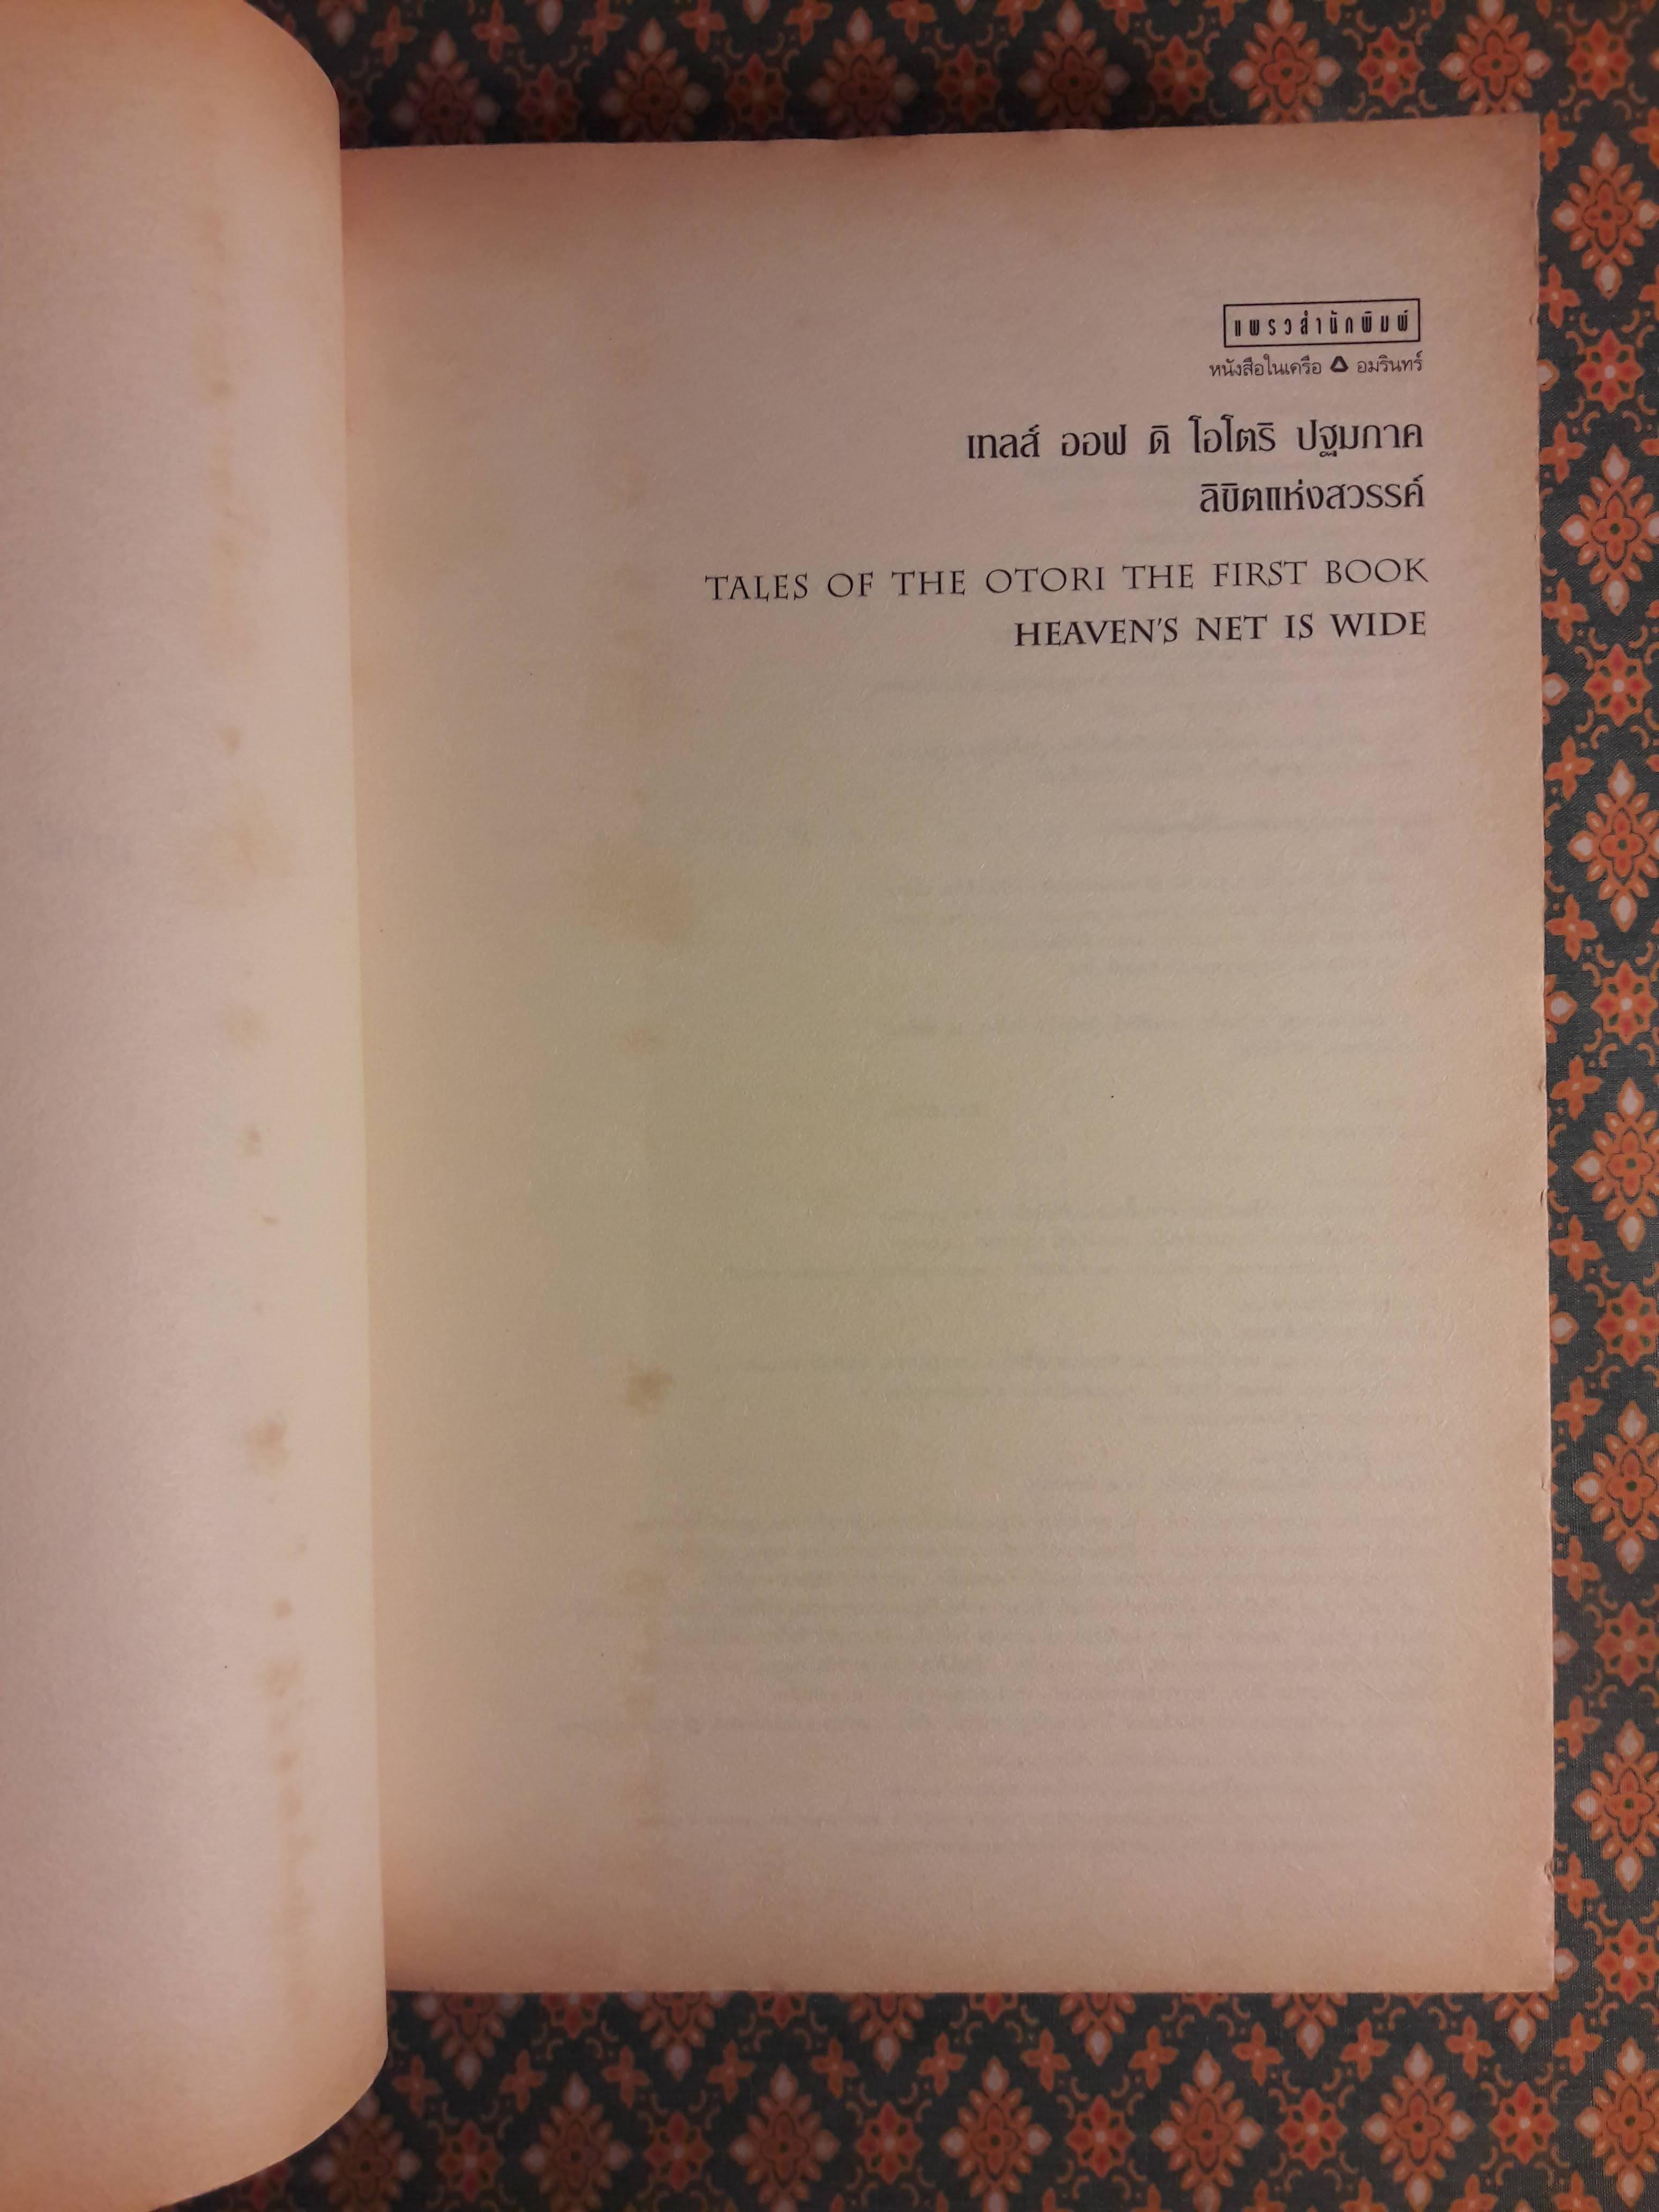 แพรวสำนักพิมพ์
หนังสือในเครือ อมรินทร์
เทลส์ ออฟ ดิ โอโตริ ปฐมภาค
ลิขิตแห่งสวรรค์
TALES OF THE OTORI THE FIRST BOOK
HEAVEN'S NET IS WIDE